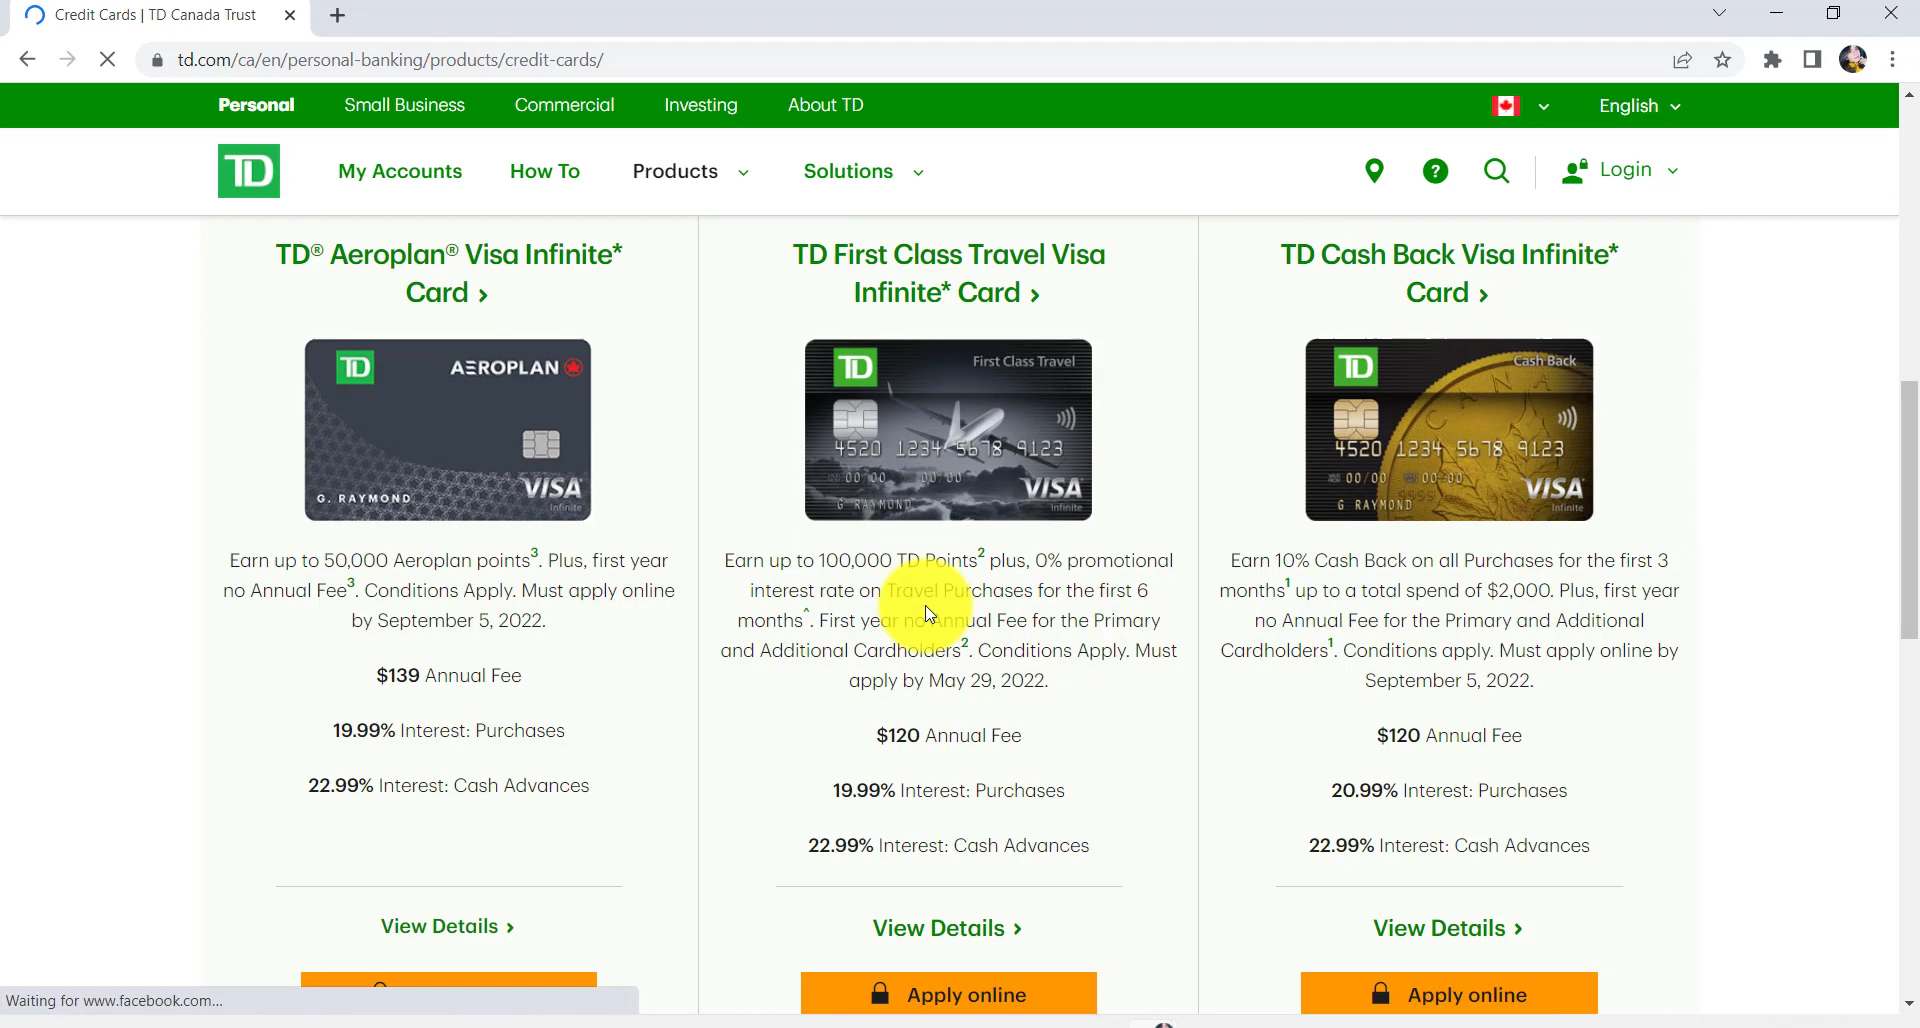 Credit Cards | TD Canada Trust
td.com/ca/en/personal-banking/products/credit-cards/
Personal Small Business Commercial Investing About TD English
TD My Accounts How To Products Solutions ? Login
TD® Aeroplan® Visa Infinite*
Card ›
TD First Class Travel Visa
Infinite* Card ›
TD Cash Back Visa Infinite*
Card ›
TD AEROPLAN
VISA
Infinite
G. RAYMOND
TD First Class Travel
4520 1234 5678 9123
00/00 00/00
VISA
Infinite
G RAYMOND
TD Cash Back
CANADA
4520 1234 5678 9123
00/00 00/00
9999
VISA
Infinite
G RAYMOND
Earn up to 50,000 Aeroplan points³. Plus, first year
no Annual Fee³. Conditions Apply. Must apply online
by September 5, 2022.
$139 Annual Fee
19.99% Interest: Purchases
22.99% Interest: Cash Advances
View Details ›
Earn up to 100,000 TD Points² plus, 0% promotional
interest rate on Travel Purchases for the first 6
months^. First year no Annual Fee for the Primary
and Additional Cardholders². Conditions Apply. Must
apply by May 29, 2022.
$120 Annual Fee
19.99% Interest: Purchases
22.99% Interest: Cash Advances
View Details ›
Apply online
Earn 10% Cash Back on all Purchases for the first 3
months¹ up to a total spend of $2,000. Plus, first year
no Annual Fee for the Primary and Additional
Cardholders¹. Conditions apply. Must apply online by
September 5, 2022.
$120 Annual Fee
20.99% Interest: Purchases
22.99% Interest: Cash Advances
View Details ›
Apply online
Waiting for www.facebook.com...